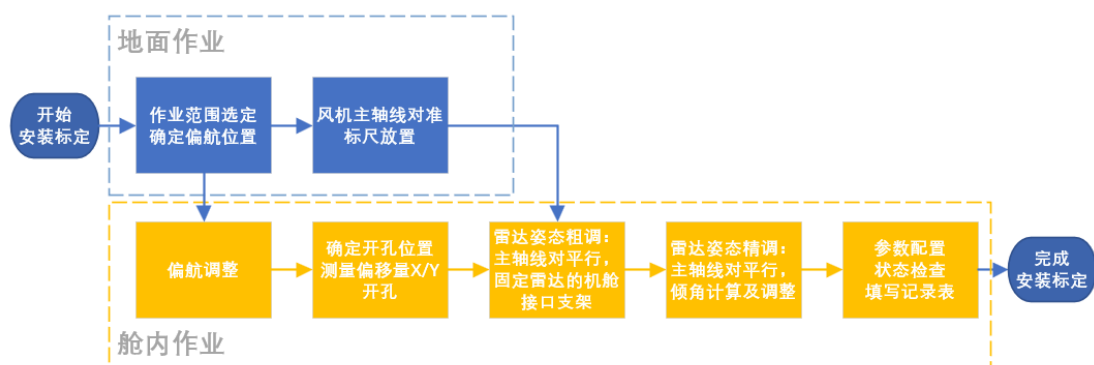 地面作业
开始
安装标定
作业范围选定
确定偏航位置
风机主轴线对准
标尺放置
偏航调整
确定开孔位置
测量偏移量X/Y
开孔
雷达姿态粗调：
主轴线对平行，
固定雷达的机舱
接口支架
雷达姿态精调：
主轴线对平行，
倾角计算及调整
参数配置
状态检查
填写记录表
完成
安装标定
舱内作业